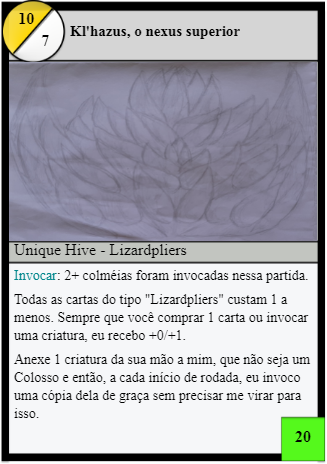 10
7
Kl'hazus, o nexus superior
Unique Hive - Lizardpliers
Invocar: 2+ colméias foram invocadas nessa partida.
Todas as cartas do tipo "Lizardpliers" custam 1 a
menos. Sempre que você comprar 1 carta ou invocar
uma criatura, eu recebo +0/+1.
Anexe 1 criatura da sua mão a mim, que não seja um
Colosso e então, a cada início de rodada, eu invoco
uma cópia dela de graça sem precisar me virar para
isso.
20